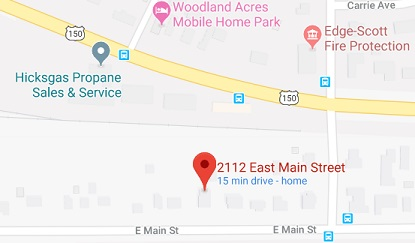 Carrie Ave
Woodland Acres
Mobile Home Park
150
Edge-Scott
Fire Protection
Hicksgas Propane
Sales & Service
150
2112 East Main Street
15 min drive - home
E Main St
E Main St